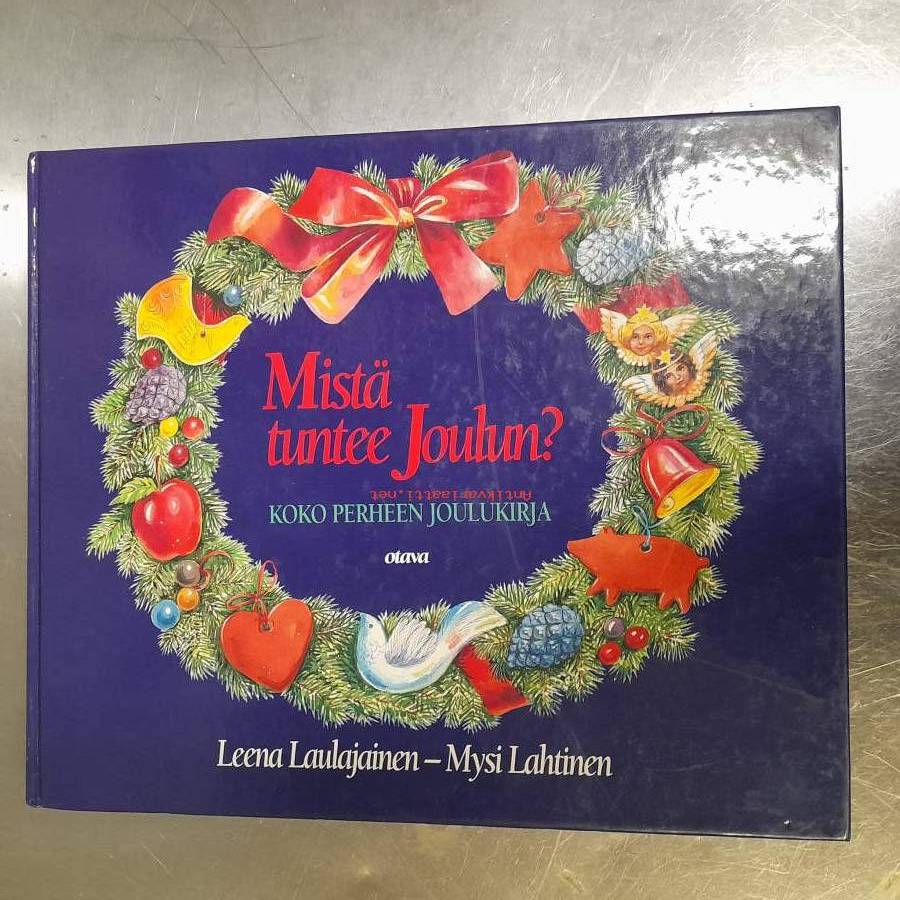 Mistä
tuntee Joulun?
Antikvariaatti.net
KOKO PERHEEN JOULUKIRJA
otava
Leena Laulajainen – Mysi Lahtinen